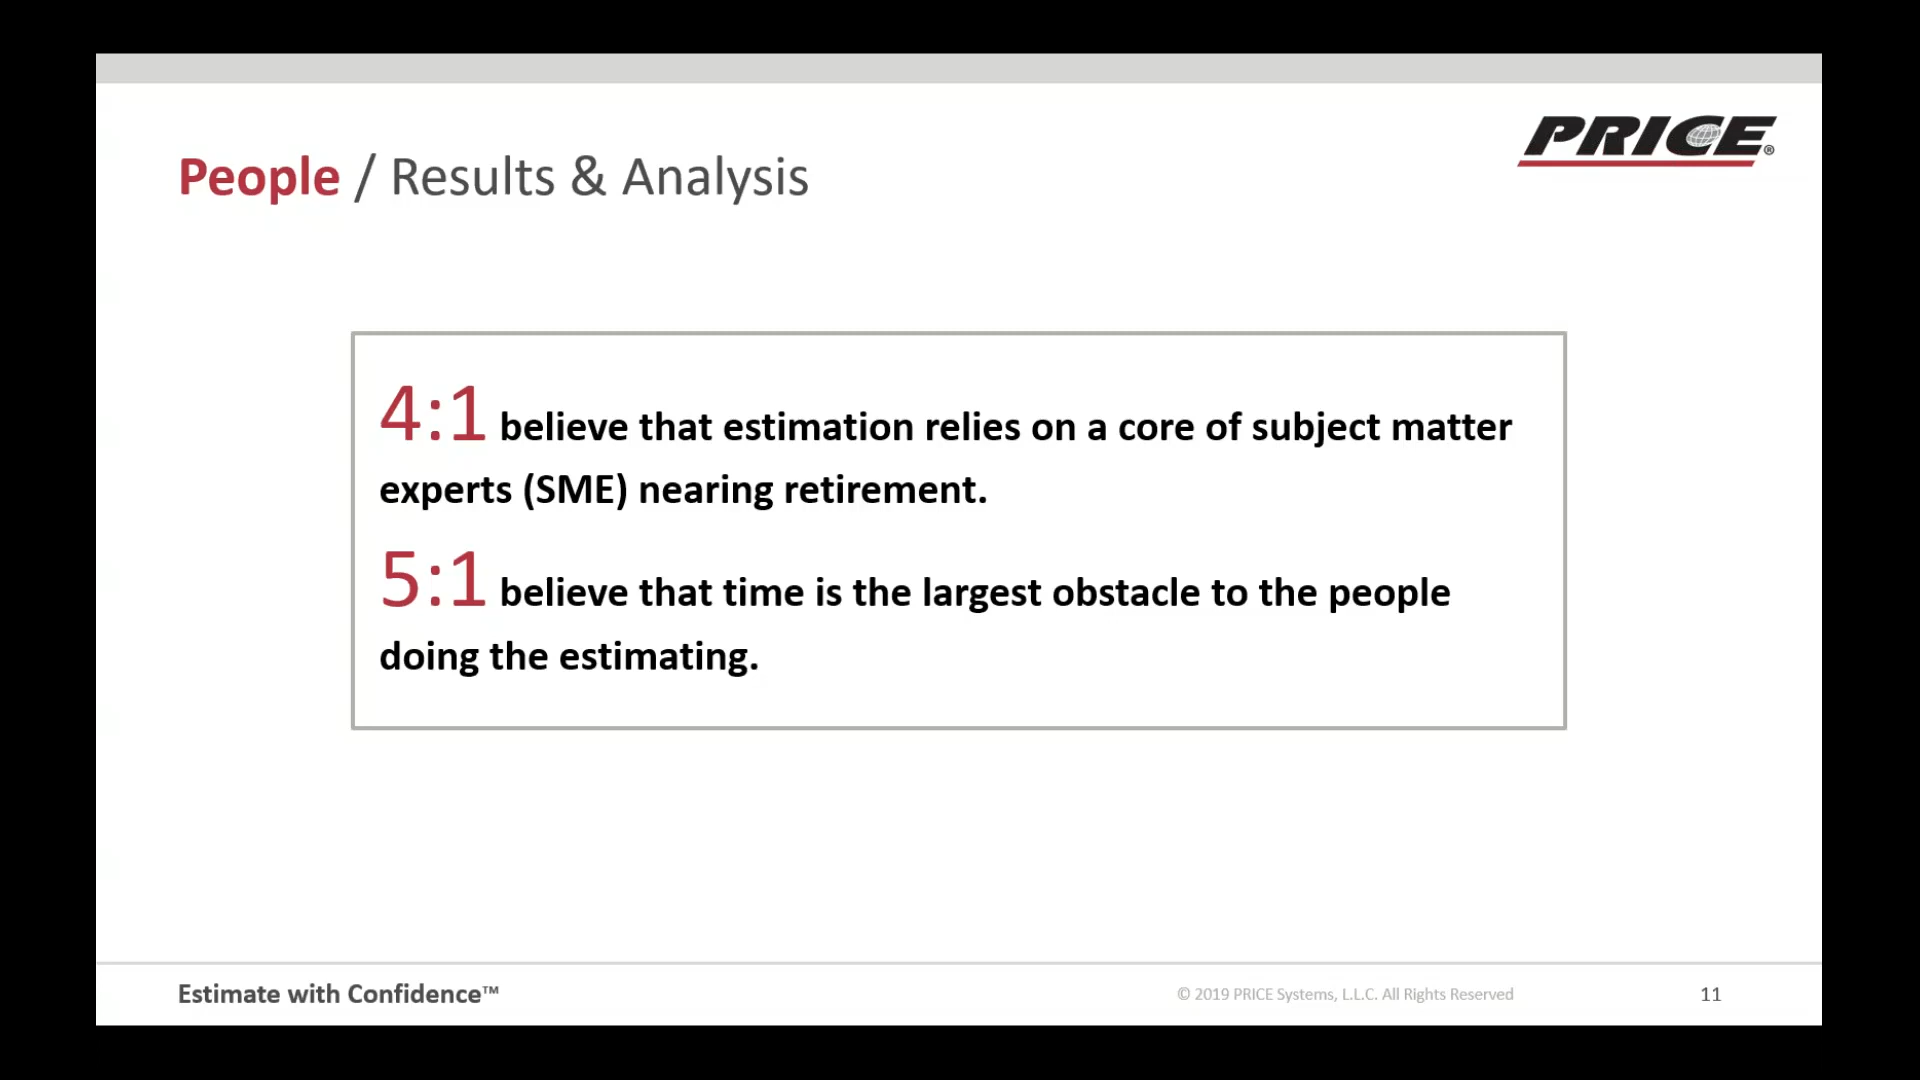 PRICE®
People / Results & Analysis
4:1 believe that estimation relies on a core of subject matter
experts (SME) nearing retirement.
5:1 believe that time is the largest obstacle to the people
doing the estimating.
Estimate with Confidence™
© 2019 PRICE Systems, L.L.C. All Rights Reserved
11